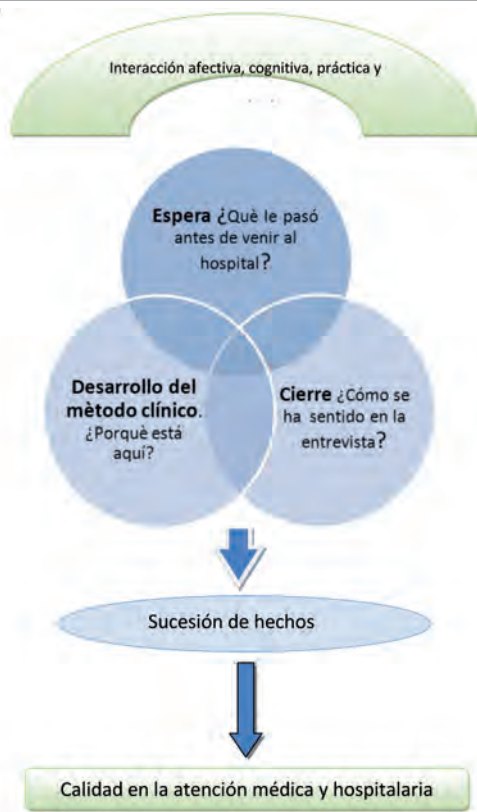 Interacción afectiva, cognitiva, práctica y
Espera ¿Què le pasó
antes de venir al
hospital?
Desarrollo del
mètodo clínico.
¿Porquè está
aquí?
Cierre ¿Cómo se
ha sentido en la
entrevista?
Sucesión de hechos
Calidad en la atención médica y hospitalaria